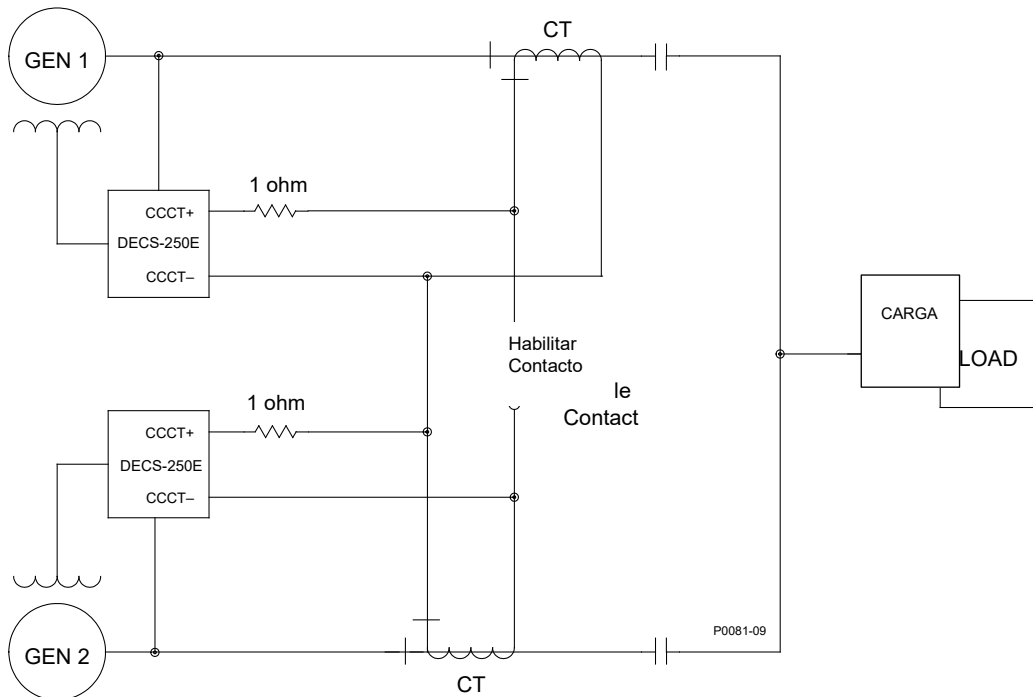 CT
GEN 1
1 ohm
CCCT+
DECS-250E
CCCT–
CARGA
LOAD
Habilitar
Contacto
le
Contact
1 ohm
CCCT+
DECS-250E
CCCT–
P0081-09
GEN 2
CT